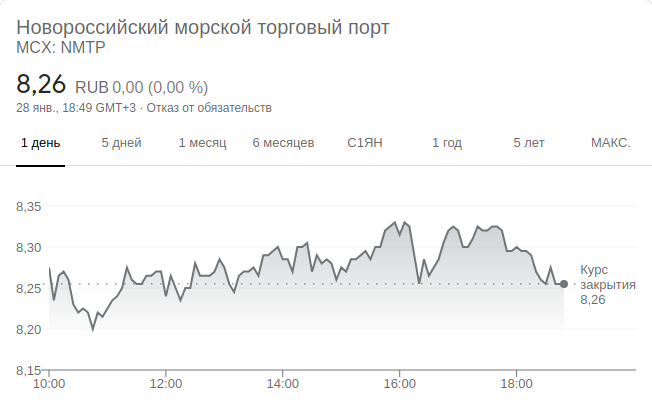 Новороссийский морской торговый порт
MCX: NMTP
8,26 RUB 0,00 (0,00 %)
28 янв., 18:49 GMT+3 · Отказ от обязательств
1 день 5 дней 1 месяц 6 месяцев С1ЯН 1 год 5 лет МАКС.
8,35
8,30
8,25
8,20
8,15
Курс
закрытия
8,26
10:00 12:00 14:00 16:00 18:00